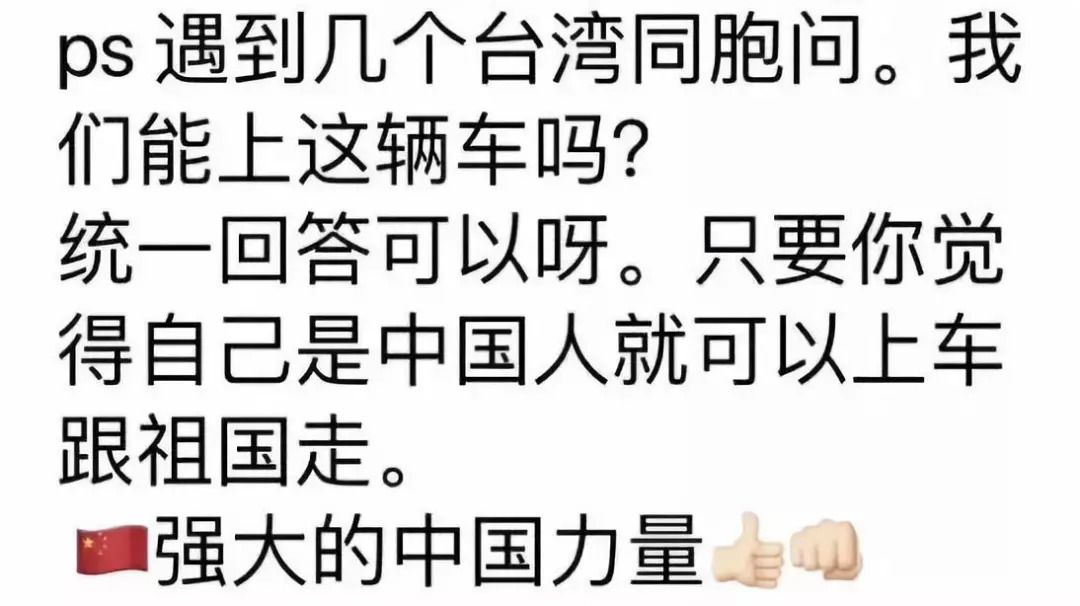 ps 遇到几个台湾同胞问。我
们能上这辆车吗？
统一回答可以呀。只要你觉
得自己是中国人就可以上车
跟祖国走。
🇨🇳强大的中国力量👍🏻👊🏻